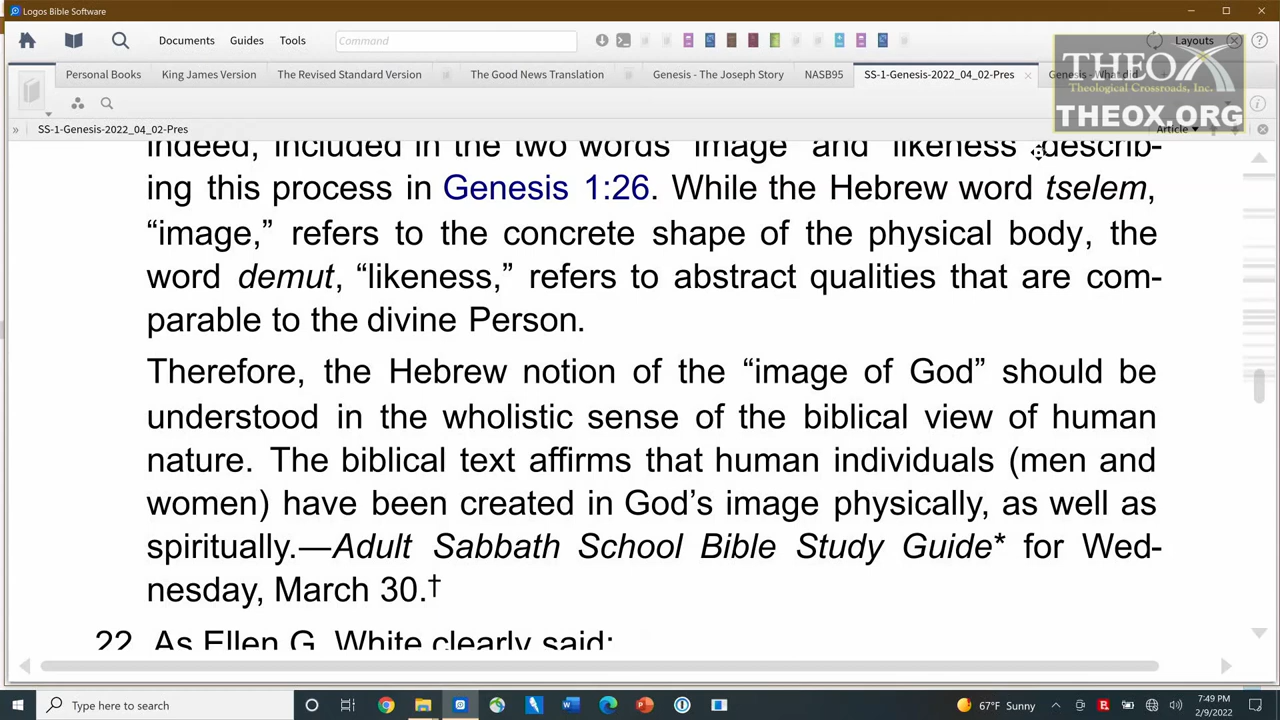 Logos Bible Software
Documents Guides Tools Command Layouts
Personal Books King James Version The Revised Standard Version The Good News Translation Genesis - The Joseph Story NASB95 SS-1-Genesis-2022_04_02-Pres Genesis - What did
THEOX
Theological Crossroads, Inc.
THEOX.ORG
SS-1-Genesis-2022_04_02-Pres Article
indeed, included in the two words “image” and “likeness” describ-
ing this process in Genesis 1:26. While the Hebrew word tselem,
“image,” refers to the concrete shape of the physical body, the
word demut, “likeness,” refers to abstract qualities that are com-
parable to the divine Person.
Therefore, the Hebrew notion of the “image of God” should be
understood in the wholistic sense of the biblical view of human
nature. The biblical text affirms that human individuals (men and
women) have been created in God’s image physically, as well as
spiritually.—Adult Sabbath School Bible Study Guide* for Wed-
nesday, March 30.†
22. As Ellen G. White clearly said:
Type here to search 67°F Sunny 7:49 PM
2/9/2022